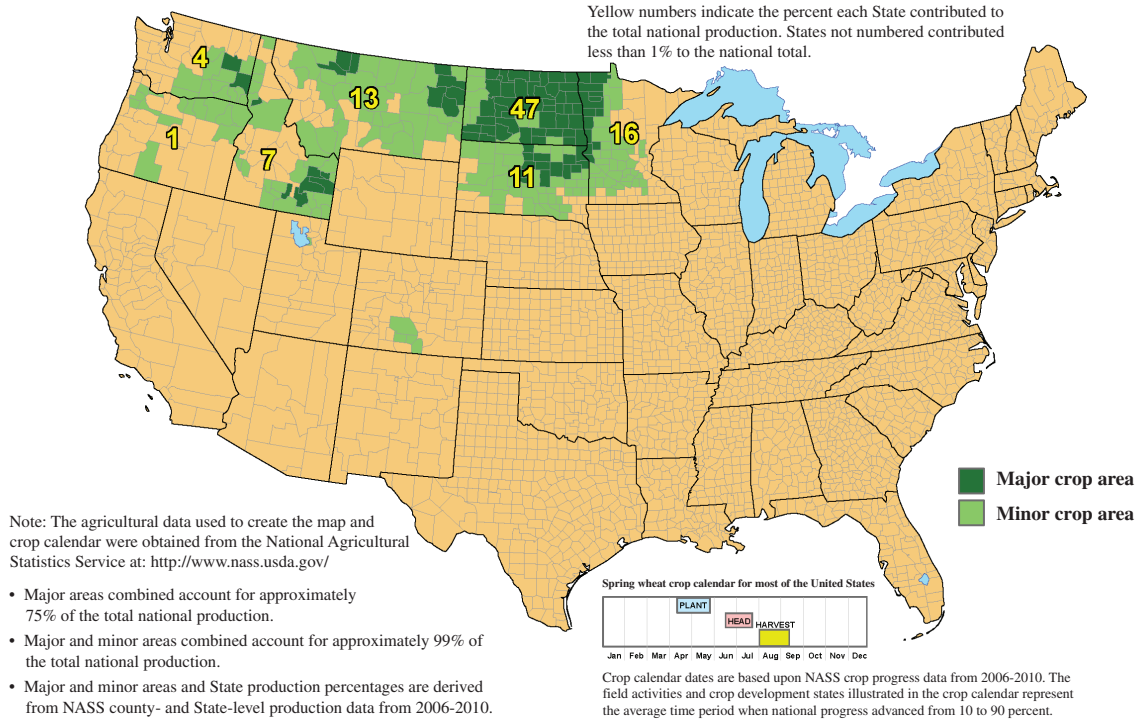 Yellow numbers indicate the percent each State contributed to
the total national production. States not numbered contributed
less than 1% to the national total.
4
13
47
1
16
7
11
Major crop area
Minor crop area
Note: The agricultural data used to create the map and
crop calendar were obtained from the National Agricultural
Statistics Service at: http://www.nass.usda.gov/
• Major areas combined account for approximately
75% of the total national production.
• Major and minor areas combined account for approximately 99% of
the total national production.
• Major and minor areas and State production percentages are derived
from NASS county- and State-level production data from 2006-2010.
Spring wheat crop calendar for most of the United States
PLANT
HEAD
HARVEST
Jan Feb Mar Apr May Jun Jul Aug Sep Oct Nov Dec
Crop calendar dates are based upon NASS crop progress data from 2006-2010. The
field activities and crop development states illustrated in the crop calendar represent
the average time period when national progress advanced from 10 to 90 percent.